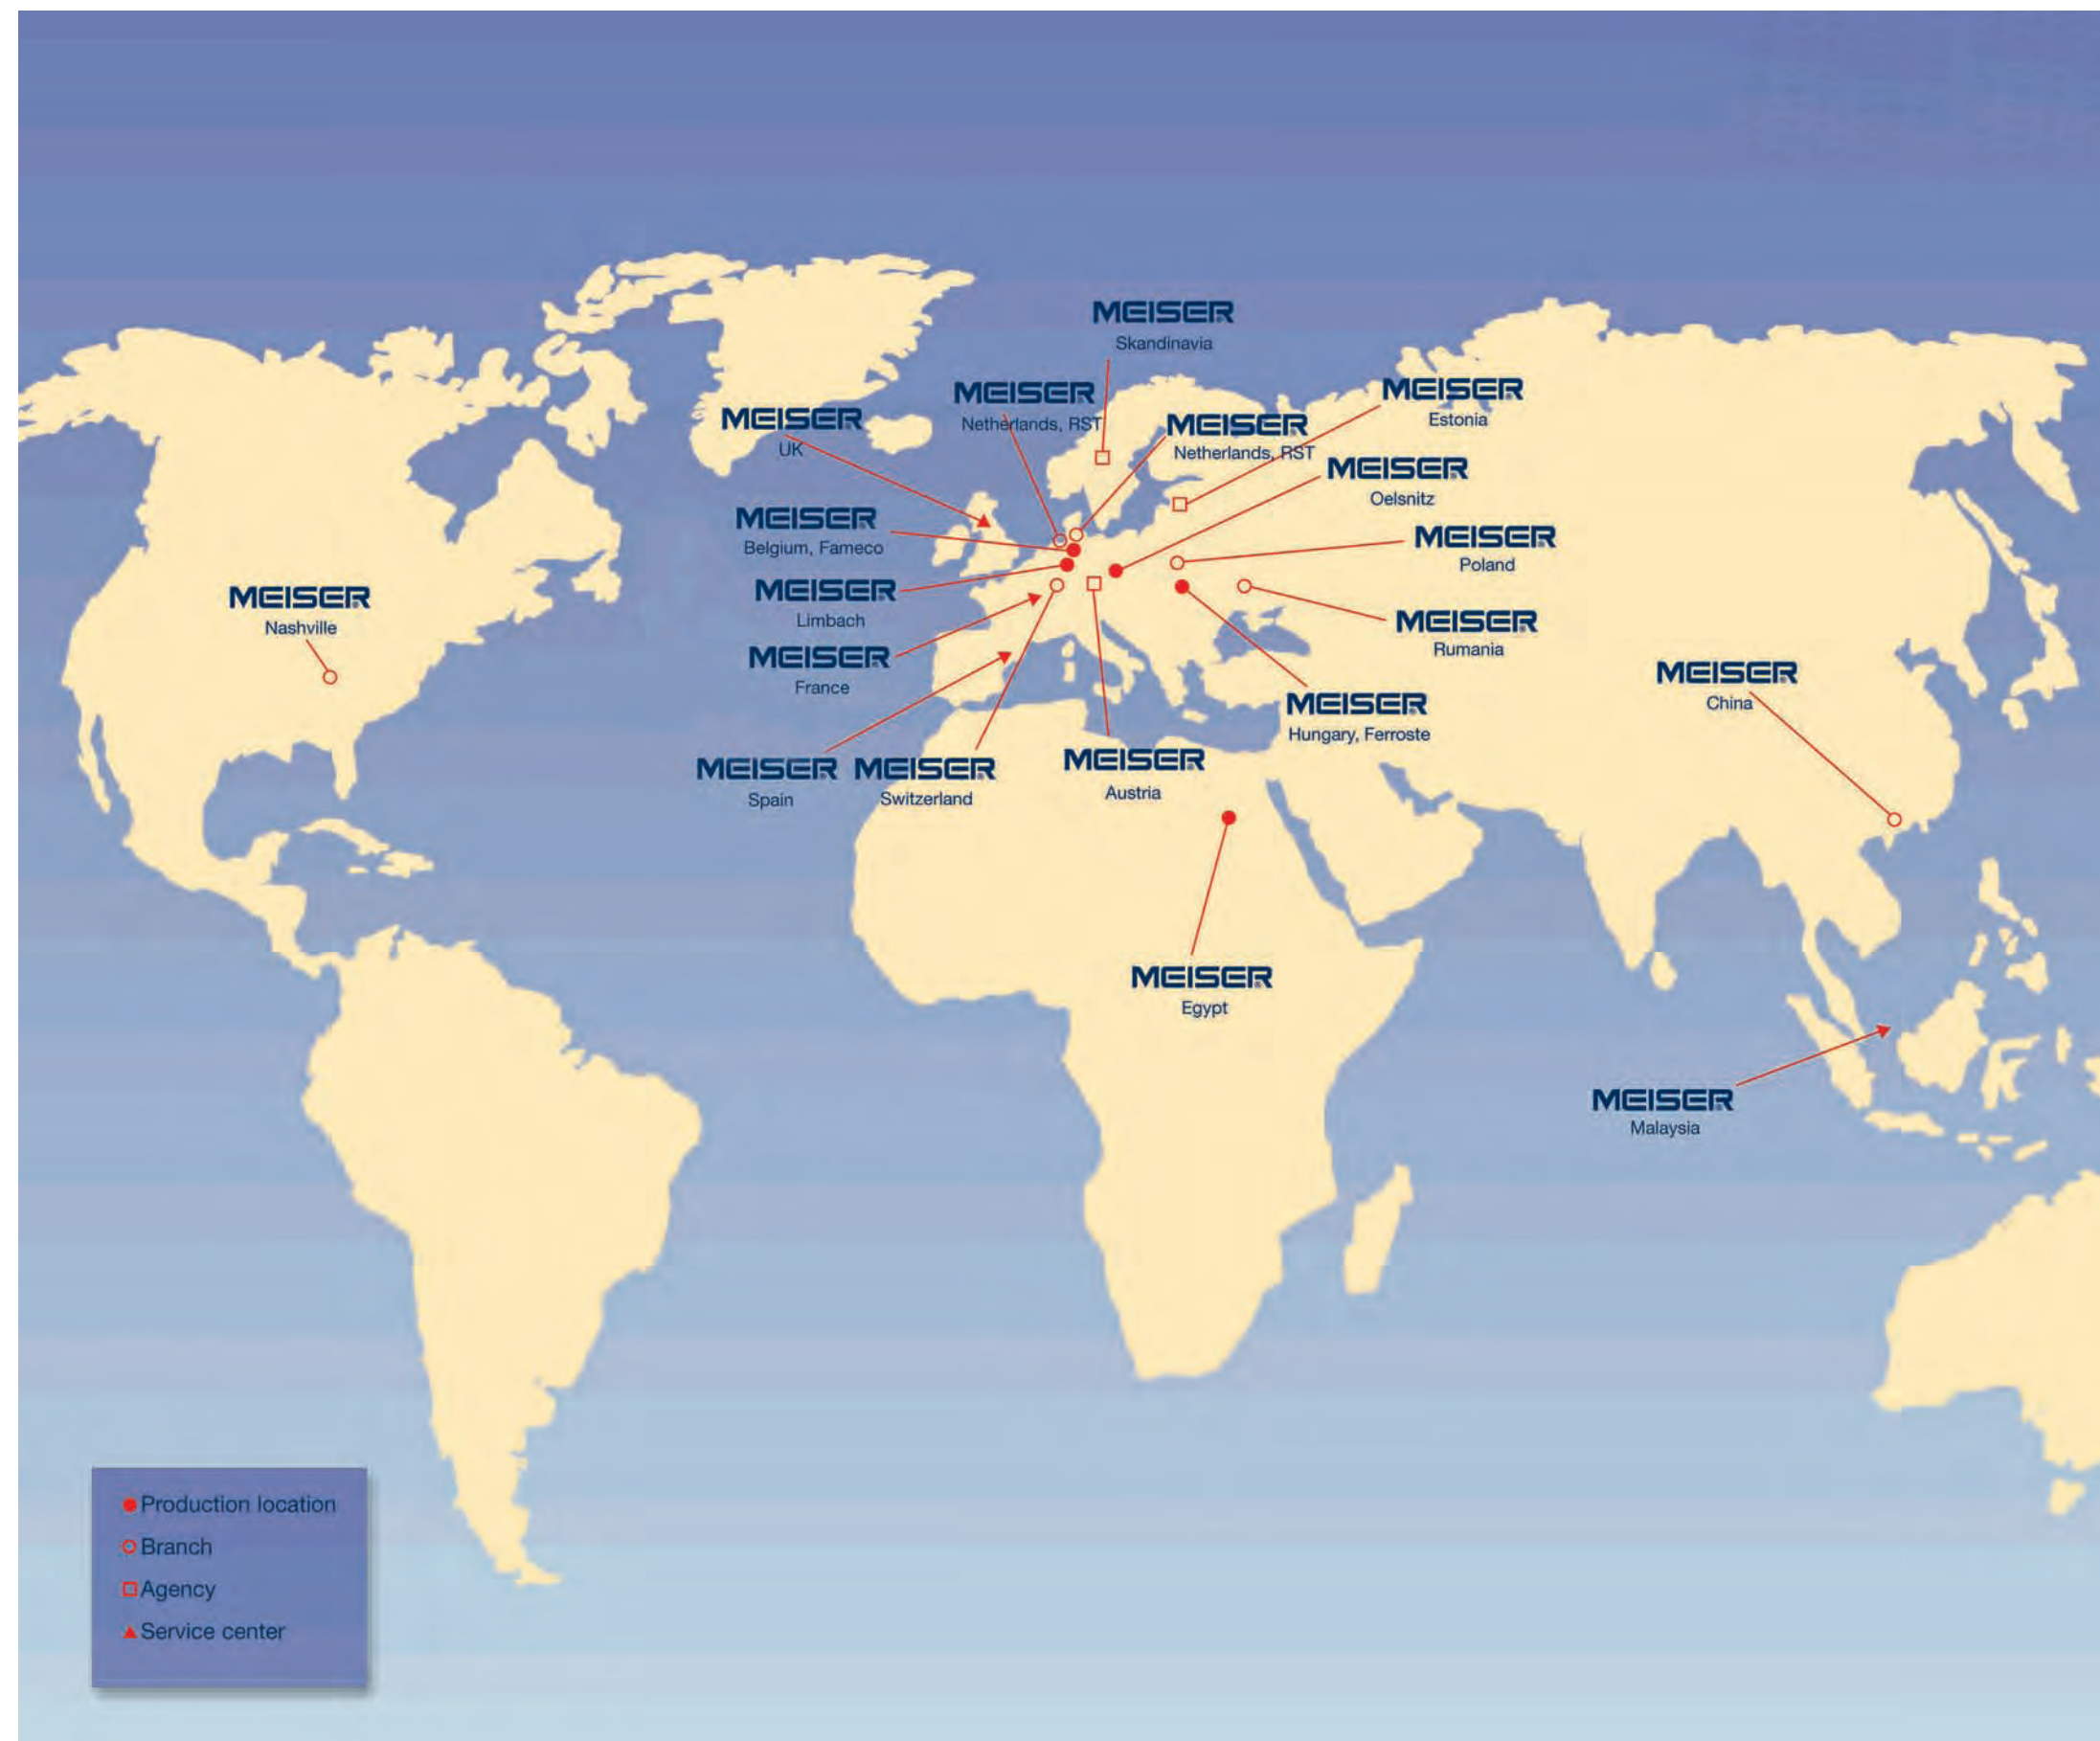 MEISER
Skandinavia
MEISER
Netherlands, RST
MEISER
Estonia
MEISER
UK
MEISER
Netherlands, RST
MEISER
Oelsnitz
MEISER
Belgium, Fameco
MEISER
Poland
MEISER
Limbach
MEISER
Nashville
MEISER
Rumania
MEISER
France
MEISER
China
MEISER
Hungary, Ferroste
MEISER
Spain
MEISER
Switzerland
MEISER
Austria
MEISER
Egypt
MEISER
Malaysia
Production location
Branch
Agency
Service center